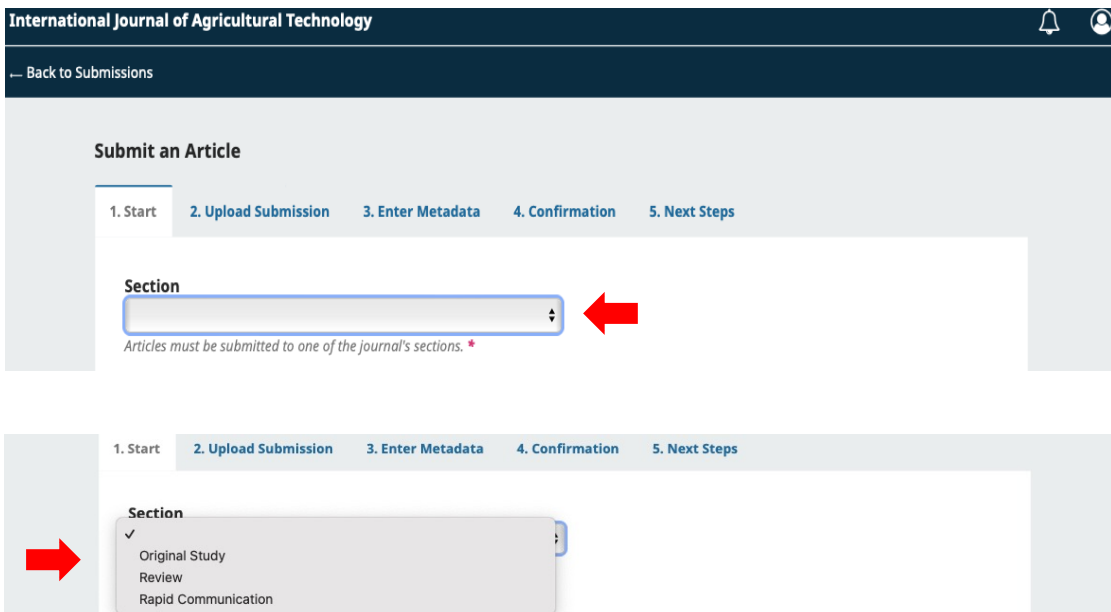 International Journal of Agricultural Technology
← Back to Submissions
Submit an Article
1. Start 2. Upload Submission 3. Enter Metadata 4. Confirmation 5. Next Steps
Section
Articles must be submitted to one of the journal's sections. *
1. Start 2. Upload Submission 3. Enter Metadata 4. Confirmation 5. Next Steps
Section
✓
Original Study
Review
Rapid Communication